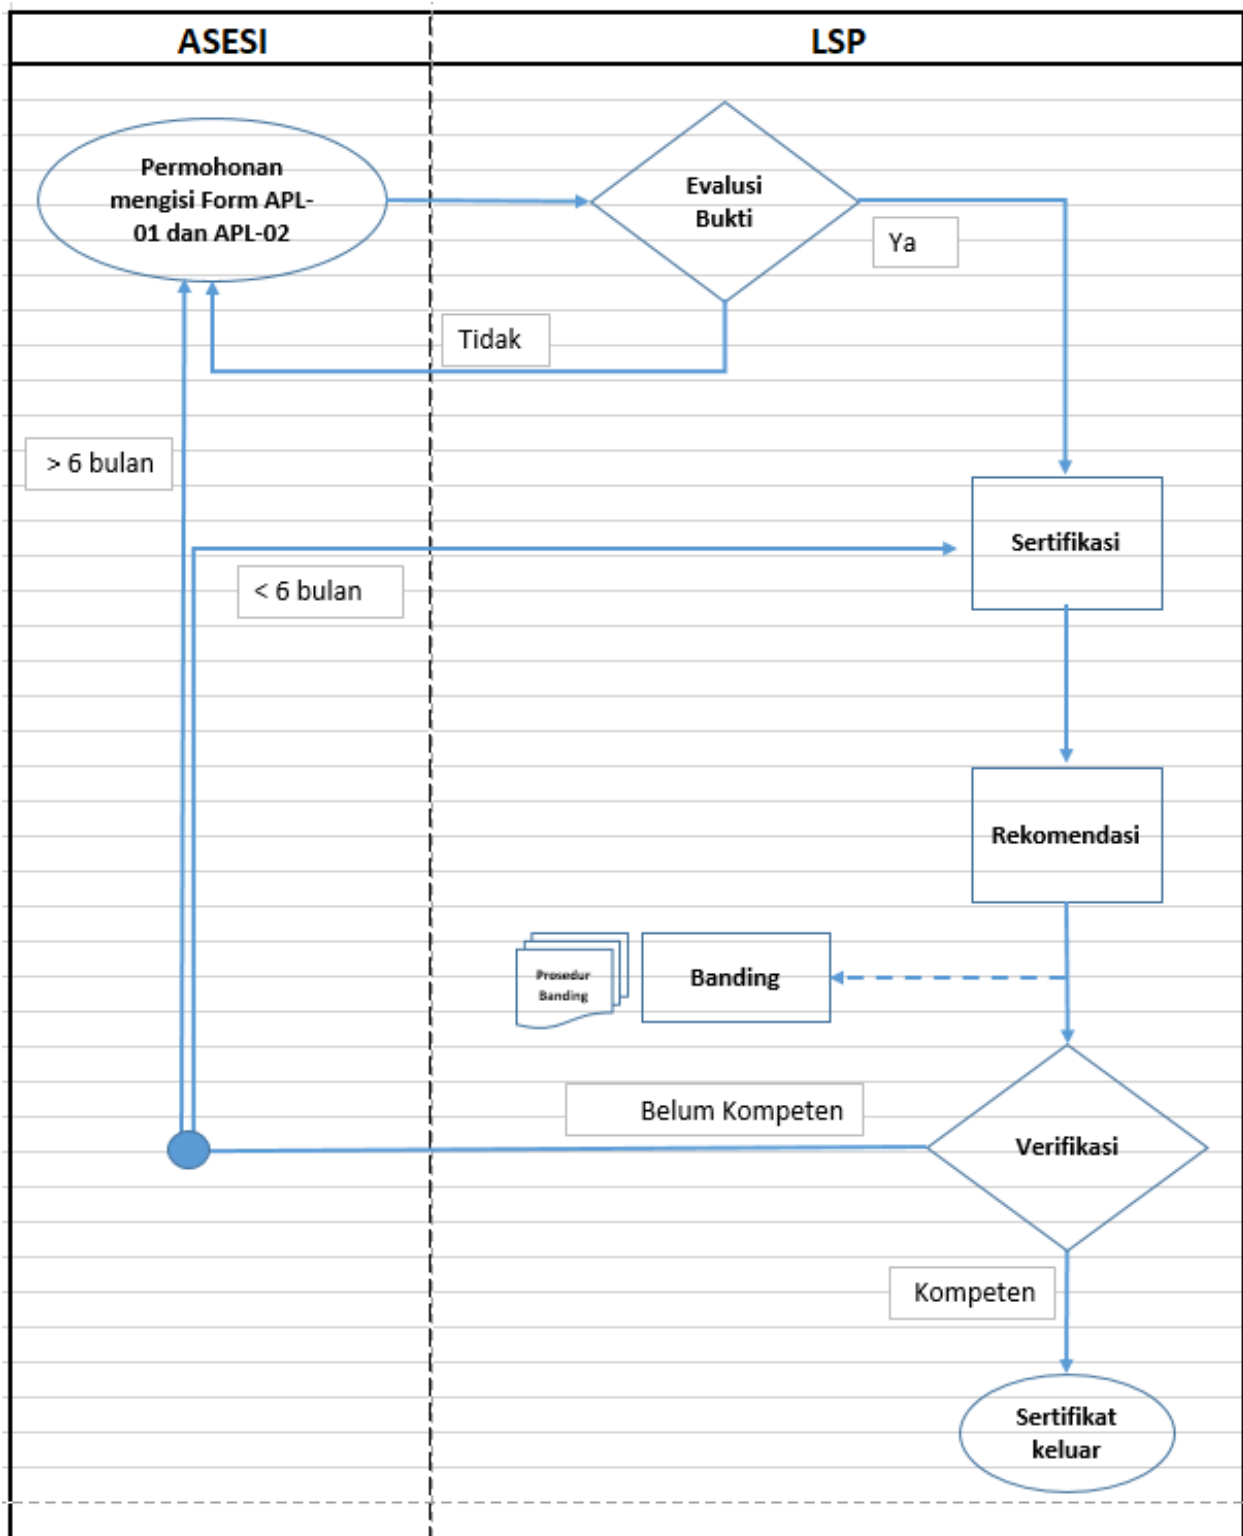 ASESI
LSP
Permohonan
mengisi Form APL-
01 dan APL-02
Evalusi
Bukti
Ya
Tidak
> 6 bulan
Sertifikasi
< 6 bulan
Rekomendasi
Prosedur
Banding
Banding
Belum Kompeten
Verifikasi
Kompeten
Sertifikat
keluar